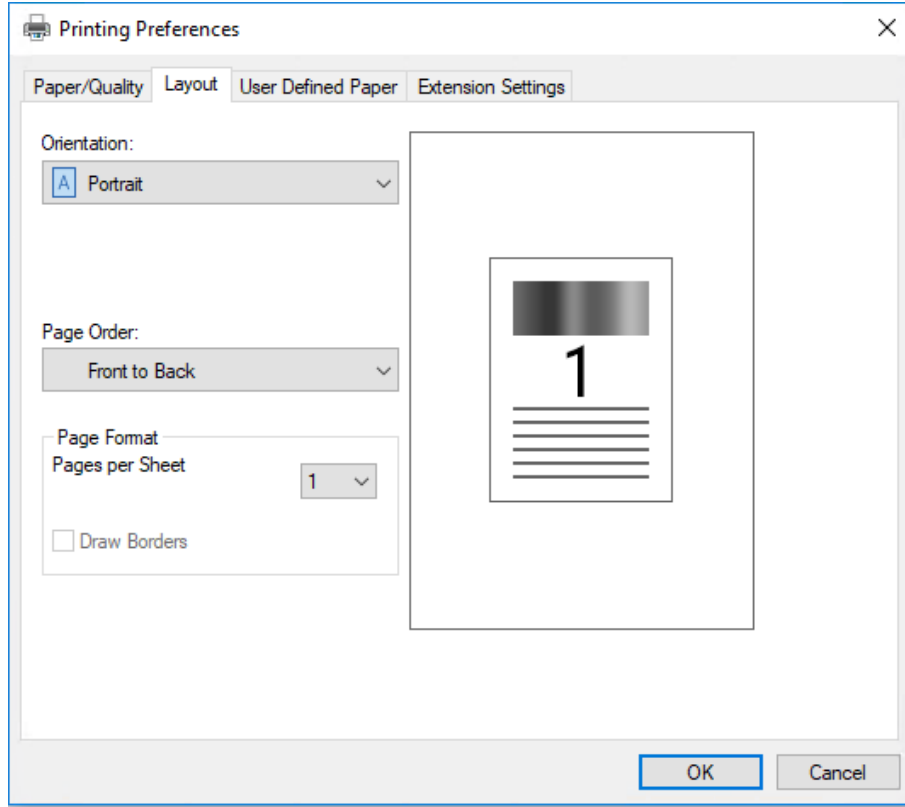 Printing Preferences
Paper/Quality Layout User Defined Paper Extension Settings
Orientation:
A Portrait
Page Order:
Front to Back
Page Format
Pages per Sheet
1
Draw Borders
1
OK Cancel